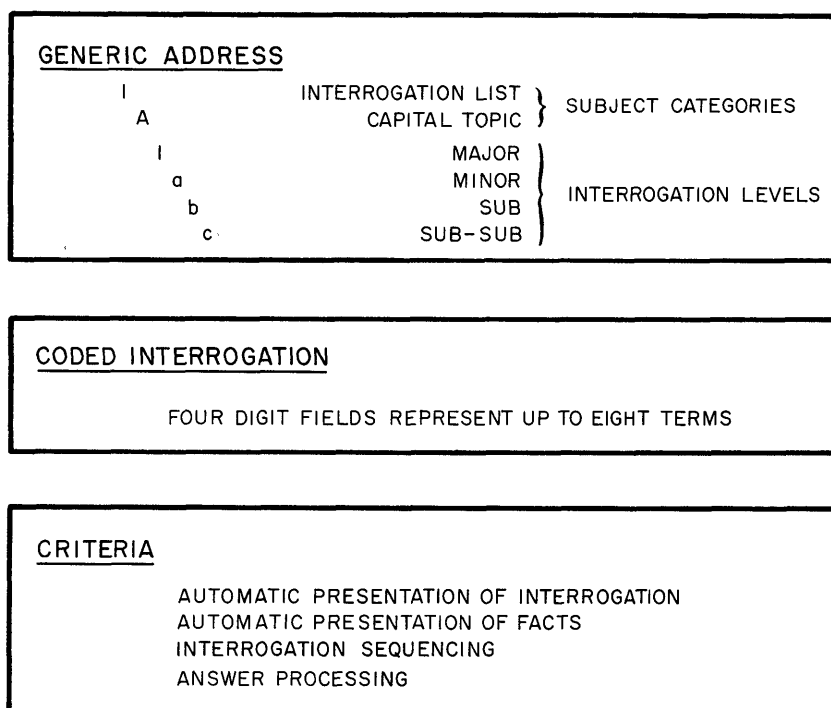 GENERIC ADDRESS
I INTERROGATION LIST } SUBJECT CATEGORIES
A CAPITAL TOPIC
I MAJOR
a MINOR } INTERROGATION LEVELS
b SUB
c SUB-SUB
CODED INTERROGATION
FOUR DIGIT FIELDS REPRESENT UP TO EIGHT TERMS
CRITERIA
AUTOMATIC PRESENTATION OF INTERROGATION
AUTOMATIC PRESENTATION OF FACTS
INTERROGATION SEQUENCING
ANSWER PROCESSING